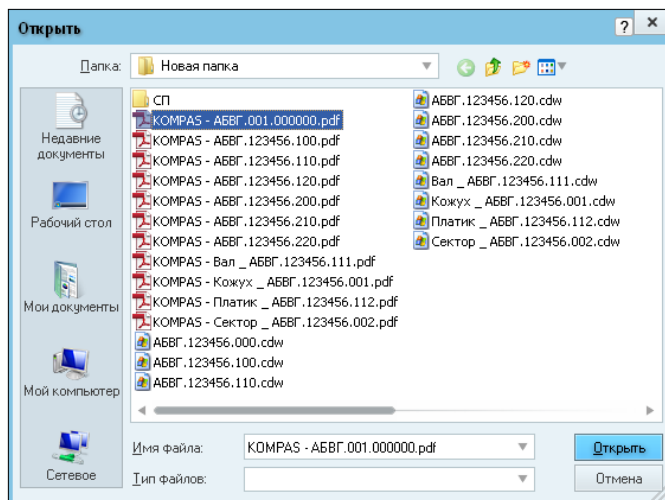 Открыть
?
×
Папка:
Новая папка
Недавние
документы
Рабочий стол
Мои документы
Мой компьютер
Сетевое
СП
KOMPAS - АБВГ.001.000000.pdf
KOMPAS - АБВГ.123456.100.pdf
KOMPAS - АБВГ.123456.110.pdf
KOMPAS - АБВГ.123456.120.pdf
KOMPAS - АБВГ.123456.200.pdf
KOMPAS - АБВГ.123456.210.pdf
KOMPAS - АБВГ.123456.220.pdf
KOMPAS - Вал _ АБВГ.123456.111.pdf
KOMPAS - Кожух _ АБВГ.123456.001.pdf
KOMPAS - Платик _ АБВГ.123456.112.pdf
KOMPAS - Сектор _ АБВГ.123456.002.pdf
АБВГ.123456.000.cdw
АБВГ.123456.100.cdw
АБВГ.123456.110.cdw
АБВГ.123456.120.cdw
АБВГ.123456.200.cdw
АБВГ.123456.210.cdw
АБВГ.123456.220.cdw
Вал _ АБВГ.123456.111.cdw
Кожух _ АБВГ.123456.001.cdw
Платик _ АБВГ.123456.112.cdw
Сектор _ АБВГ.123456.002.cdw
Имя файла:
KOMPAS - АБВГ.001.000000.pdf
Открыть
Тип файлов:
Отмена